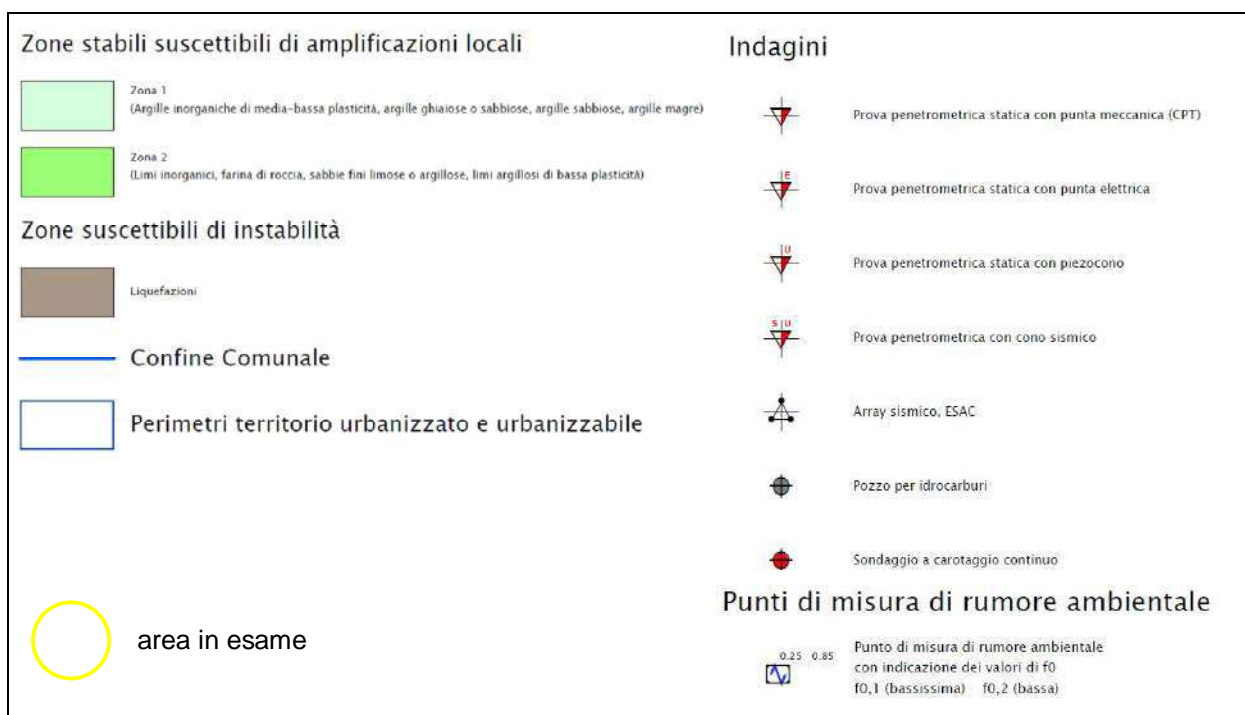 Zone stabili suscettibili di amplificazioni locali
Zona 1
(Argille inorganiche di media-bassa plasticità, argille ghiaiose o sabbiose, argille sabbiose, argille magre)
Zona 2
(Limi inorganici, farina di roccia, sabbie fini limose o argillose, limi argillosi di bassa plasticità)
Zone suscettibili di instabilità
Liquefazioni
Confine Comunale
Perimetri territorio urbanizzato e urbanizzabile
area in esame
Indagini
Prova penetrometrica statica con punta meccanica (CPT)
E
Prova penetrometrica statica con punta elettrica
U
Prova penetrometrica statica con piezocono
S U
Prova penetrometrica con cono sismico
Array sismico, ESAC
Pozzo per idrocarburi
Sondaggio a carotaggio continuo
Punti di misura di rumore ambientale
0.25 0.85
Punto di misura di rumore ambientale
con indicazione dei valori di f0
f0,1 (bassissima) f0,2 (bassa)